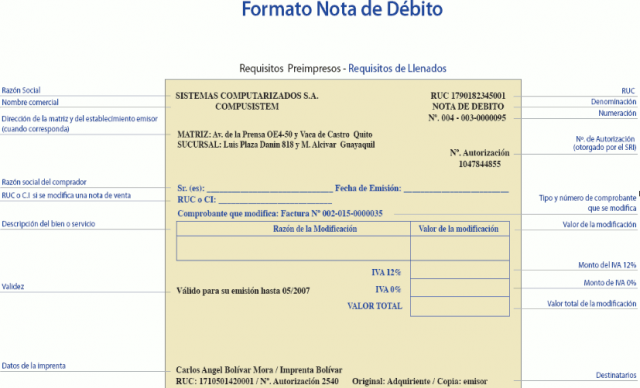 Formato Nota de Débito
Requisitos Preimpresos - Requisitos de Llenados
Razón Social
Nombre comercial
Dirección de la matriz y del establecimiento emisor
(cuando corresponda)
Razón social del comprador
RUC o C.I si se modifica una nota de venta
Descripción del bien o servicio
Validez
Datos de la imprenta
SISTEMAS COMPUTARIZADOS S.A.
COMPUSISTEM
RUC 1790182345001
NOTA DE DEBITO
Nº. 004 - 003-0000095
MATRIZ: Av. de la Prensa OE4-50 y Vaca de Castro Quito
SUCURSAL: Luis Plaza Danin 818 y M. Alcivar Guayaquil
Nº. Autorización
1047844855
Sr. (es): Fecha de Emisión:
RUC o CI:
Comprobante que modifica: Factura Nº 002-015-0000035
Razón de la Modificación Valor de la modificación
IVA 12%
Válido para su emisión hasta 05/2007 IVA 0%
VALOR TOTAL
Carlos Angel Bolívar Mora / Imprenta Bolívar
RUC: 1710501420001 / Nº. Autorización 2540 Original: Adquiriente / Copia: emisor
RUC
Denominación
Numeración
Nº. de Autorización
(otorgado por el SRI)
Tipo y número de comprobante
que se modifica
Valor de la modificación
Monto del IVA 12%
Monto de IVA 0%
Valor total de la modificación
Destinatarios